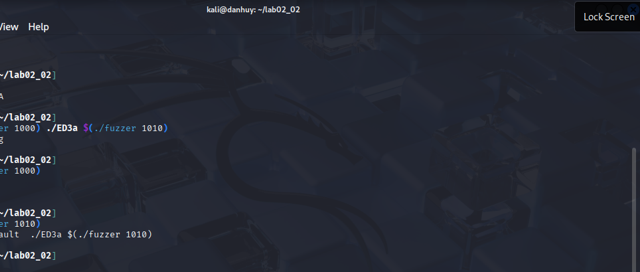 kali@danhuy: ~/lab02_02
Lock Screen
View Help
~/lab02_02]
A
~/lab02_02]
er 1000) ./ED3a $(./fuzzer 1010)
g
~/lab02_02]
er 1000)
~/lab02_02]
er 1010)
ault ./ED3a $(./fuzzer 1010)
~/lab02_02]